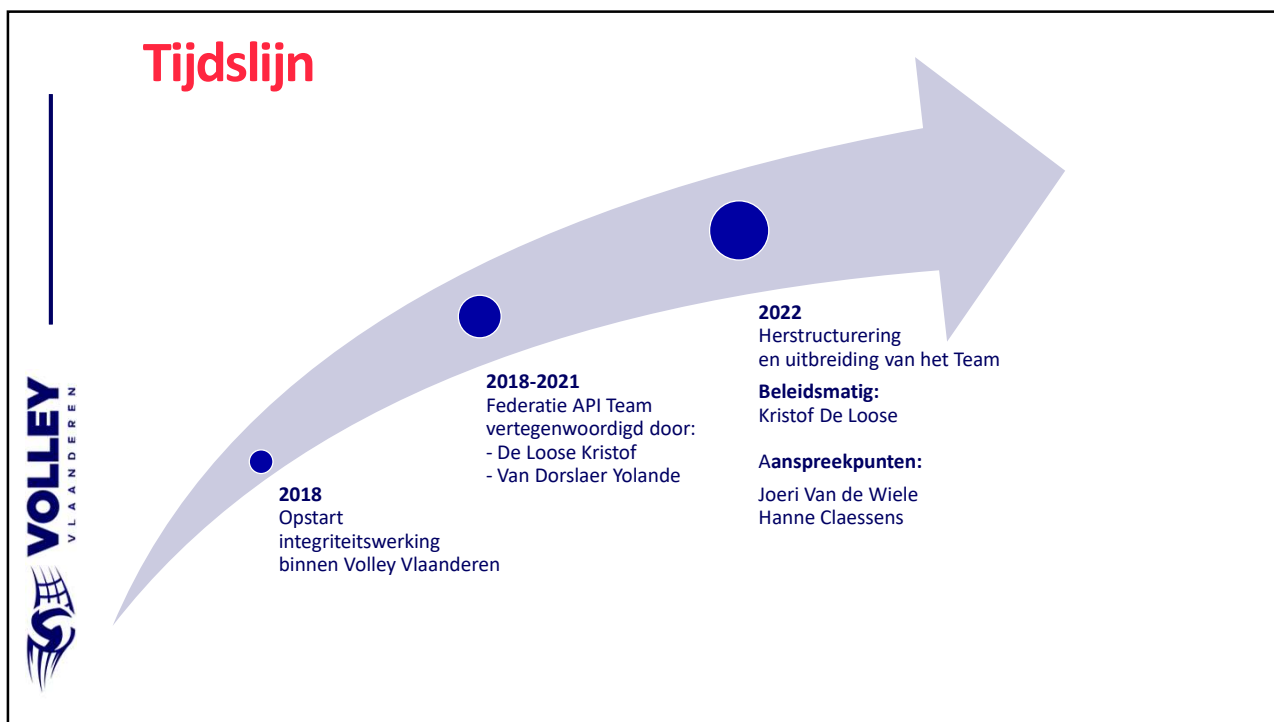 Tijdslijn
VOLLEY
VLAANDEREN
2018
Opstart
integriteitswerking
binnen Volley Vlaanderen
2018-2021
Federatie API Team
vertegenwoordigd door:
- De Loose Kristof
- Van Dorslaer Yolande
2022
Herstructurering
en uitbreiding van het Team
Beleidsmatig:
Kristof De Loose
Aanspreekpunten:
Joeri Van de Wiele
Hanne Claessens